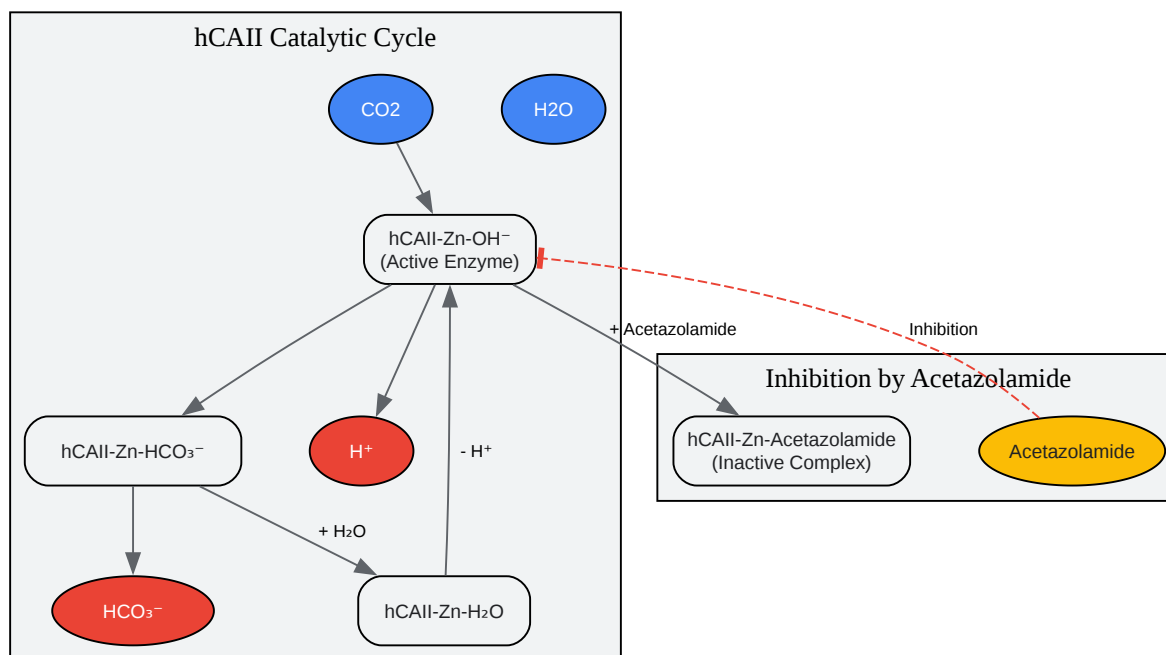 hCAII Catalytic Cycle
CO2
H2O
hCAII-Zn-OH⁻
(Active Enzyme)
+ Acetazolamide
Inhibition
Inhibition by Acetazolamide
hCAII-Zn-HCO₃⁻
H⁺
- H⁺
hCAII-Zn-Acetazolamide
(Inactive Complex)
Acetazolamide
+ H₂O
HCO₃⁻
hCAII-Zn-H₂O